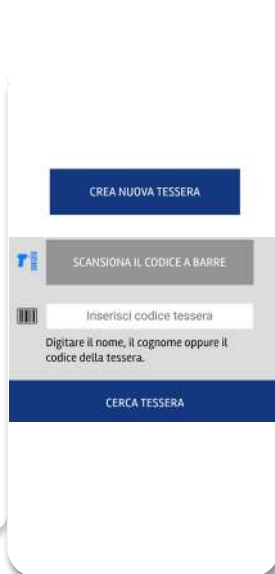 CREA NUOVA TESSERA
SCANSIONA IL CODICE A BARRE
Inserisci codice tessera
Digitare il nome, il cognome oppure il
codice della tessera.
CERCA TESSERA